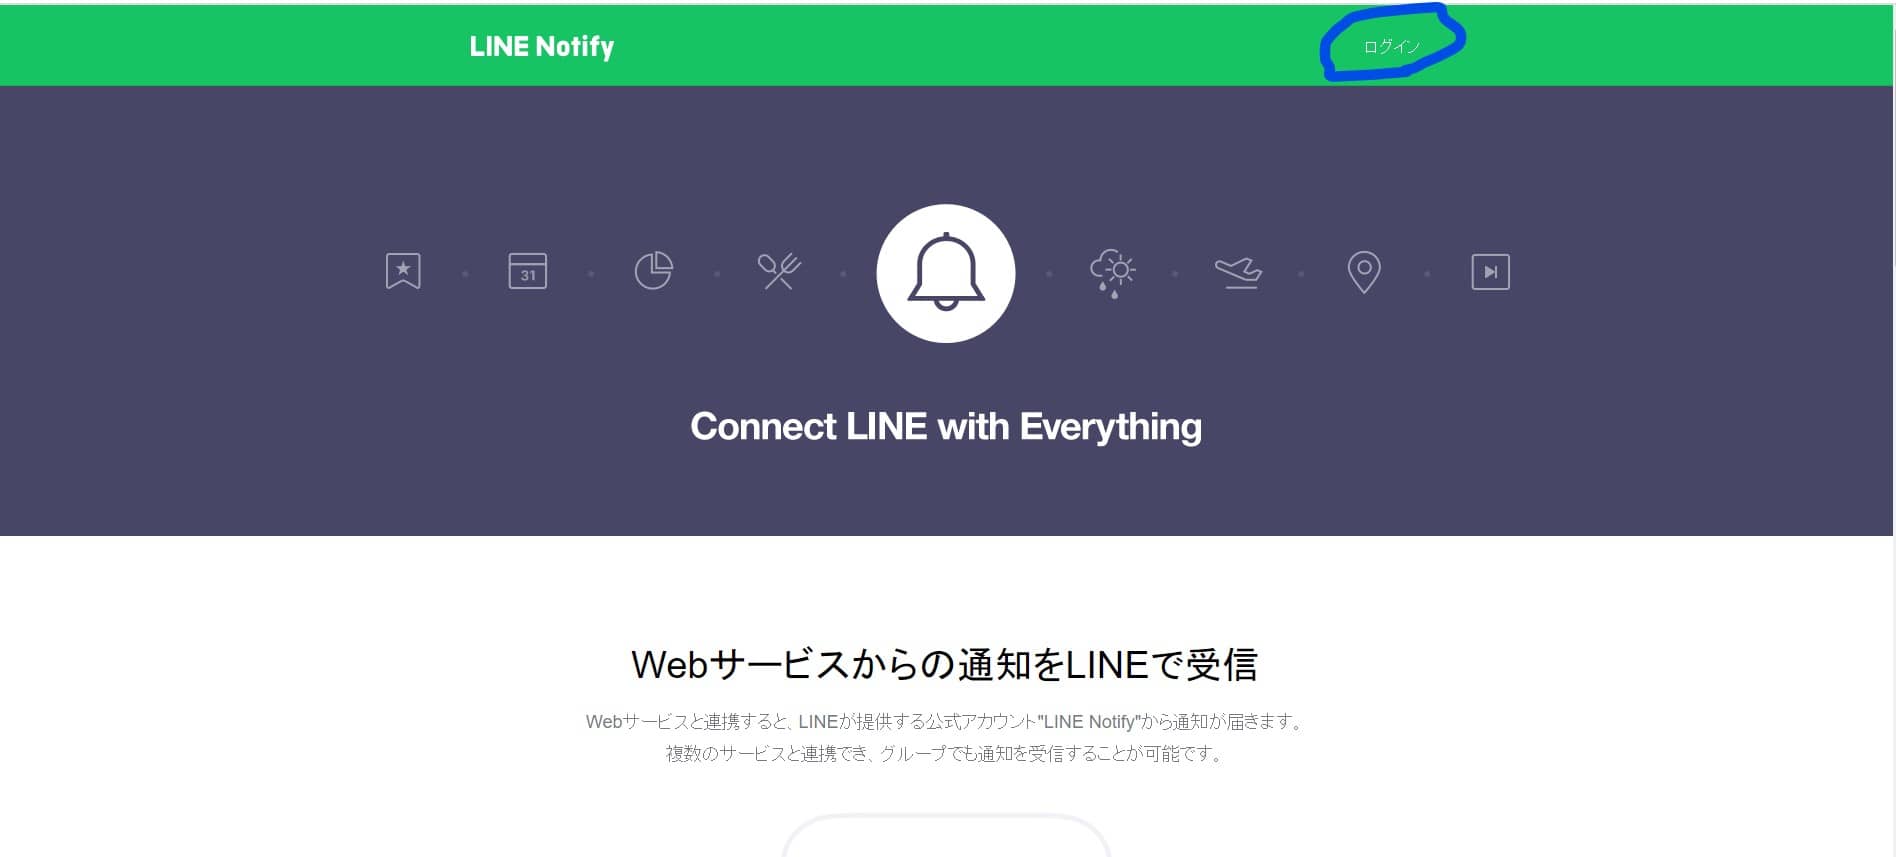 LINE Notify
ログイン
31
Connect LINE with Everything
Webサービスからの通知をLINEで受信
Webサービスと連携すると、LINEが提供する公式アカウント"LINE Notify"から通知が届きます。
複数のサービスと連携でき、グループでも通知を受信することが可能です。